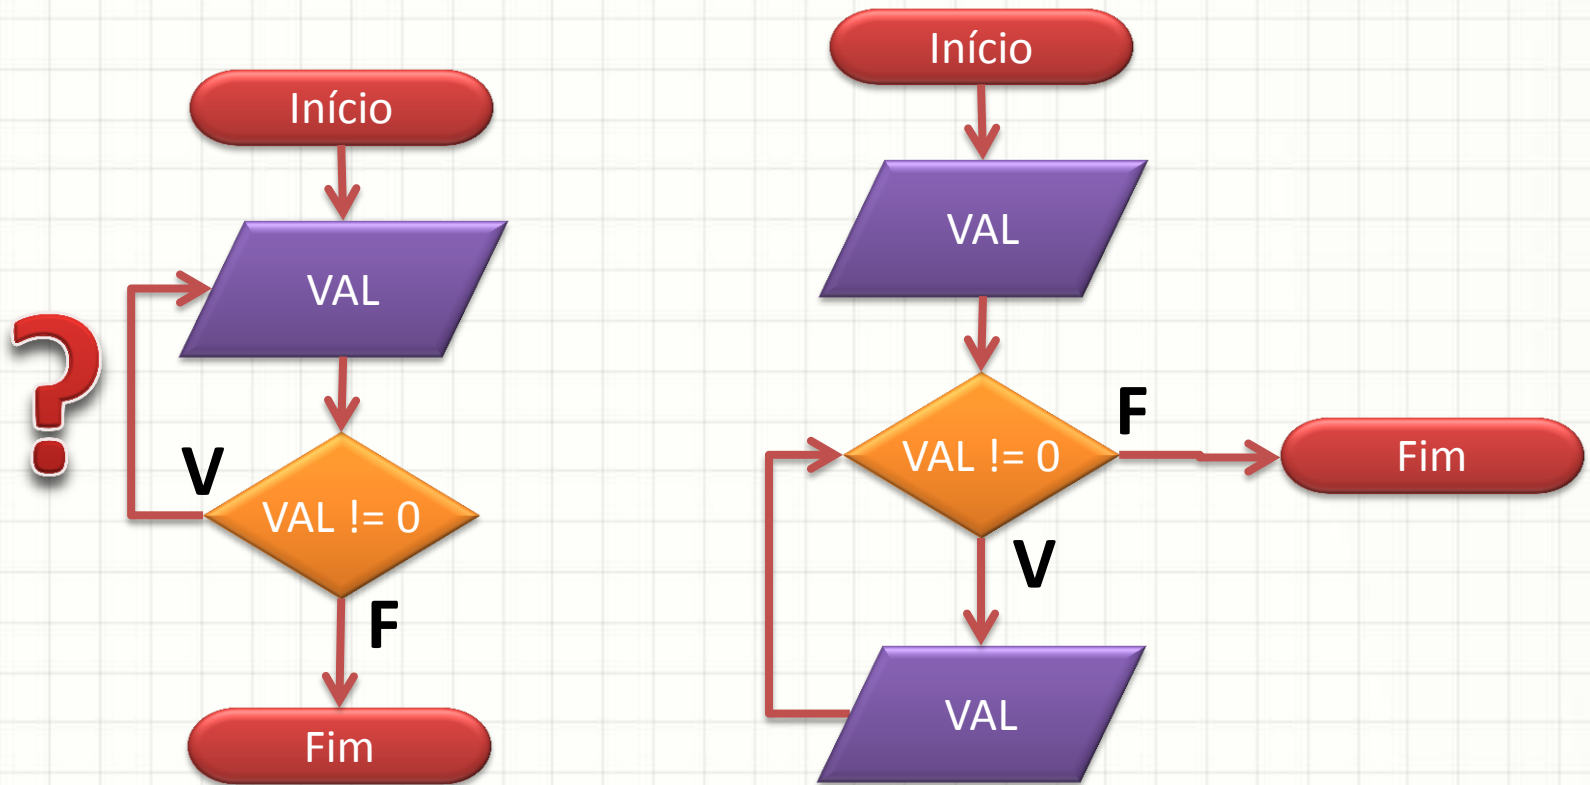 Início
VAL
?
V
VAL != 0
F
Fim
Início
VAL
VAL != 0
F
Fim
V
VAL